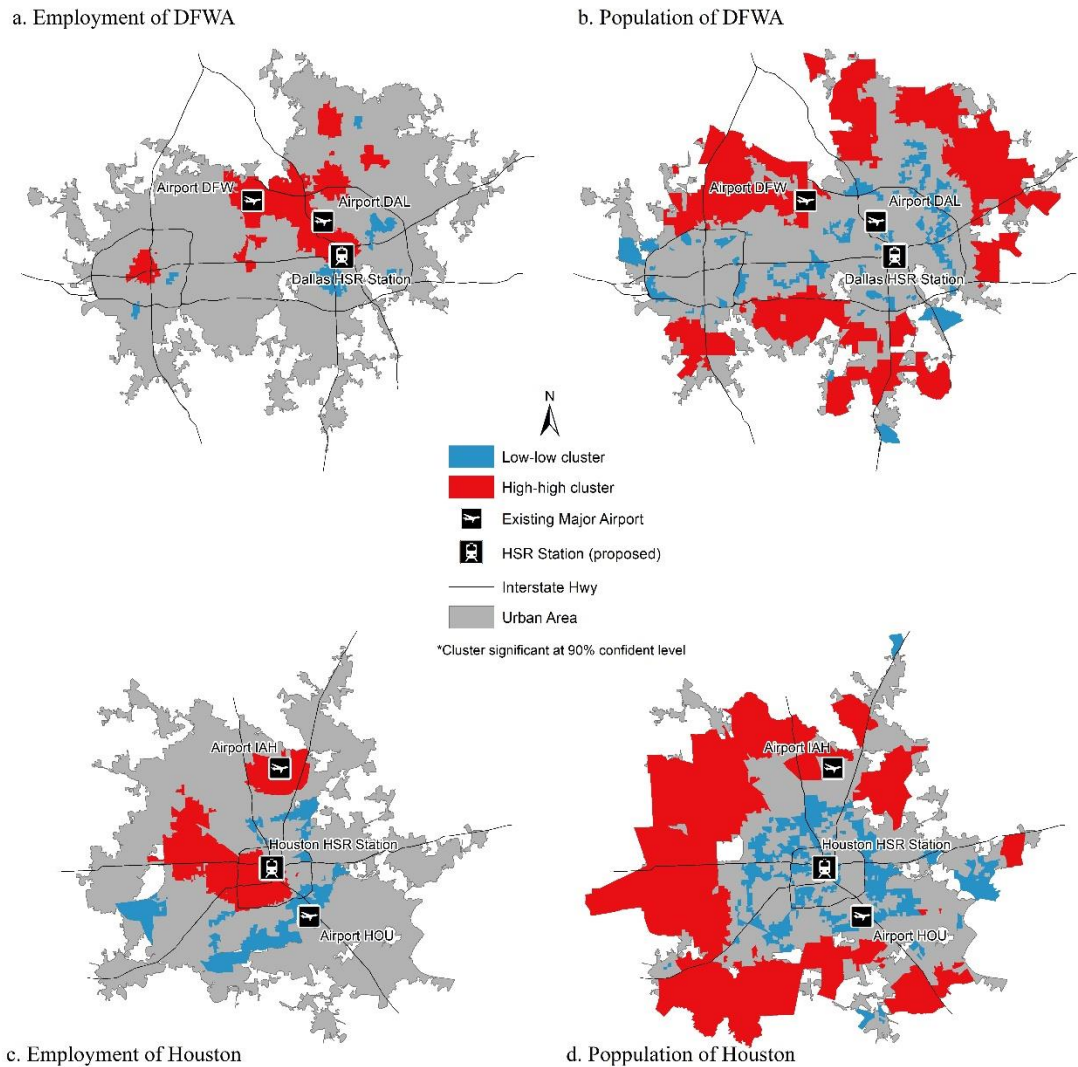 a. Employment of DFWA
b. Population of DFWA
Airport DFW
Airport DAL
Dallas HSR Station
Airport DFW
Airport DAL
Dallas HSR Station
N
Low-low cluster
High-high cluster
Existing Major Airport
HSR Station (proposed)
Interstate Hwy
Urban Area
*Cluster significant at 90% confident level
Airport IAH
Houston HSR Station
Airport HOU
Airport IAH
Houston HSR Station
Airport HOU
c. Employment of Houston
d. Poppulation of Houston